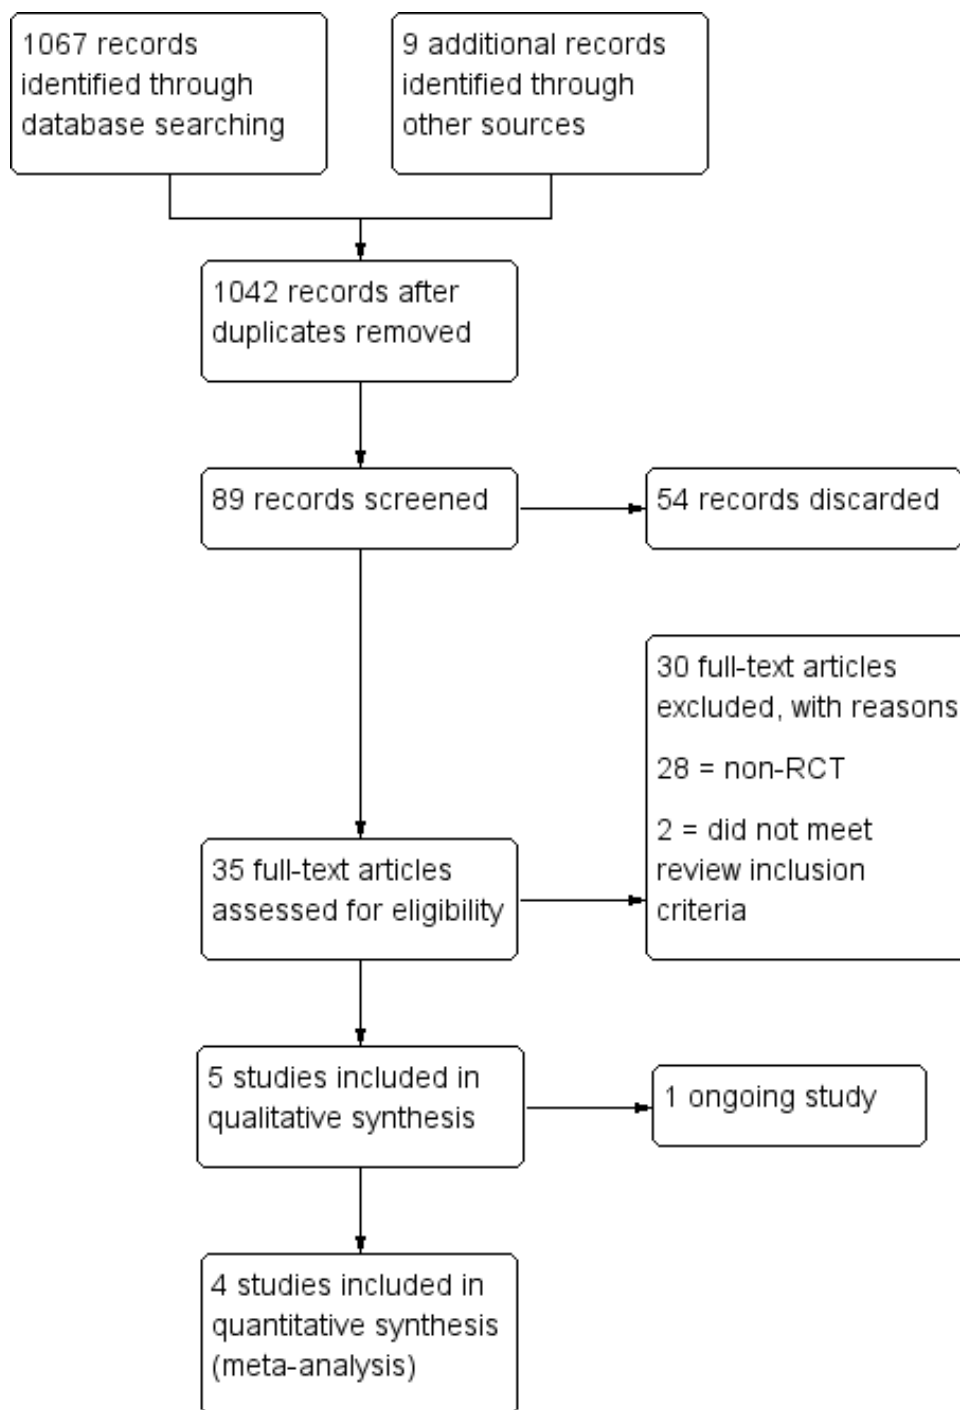 1067 records
identified through
database searching
9 additional records
identified through
other sources
1042 records after
duplicates removed
89 records screened
54 records discarded
30 full-text articles
excluded, with reasons
28 = non-RCT
2 = did not meet
review inclusion
criteria
35 full-text articles
assessed for eligibility
5 studies included in
qualitative synthesis
1 ongoing study
4 studies included in
quantitative synthesis
(meta-analysis)